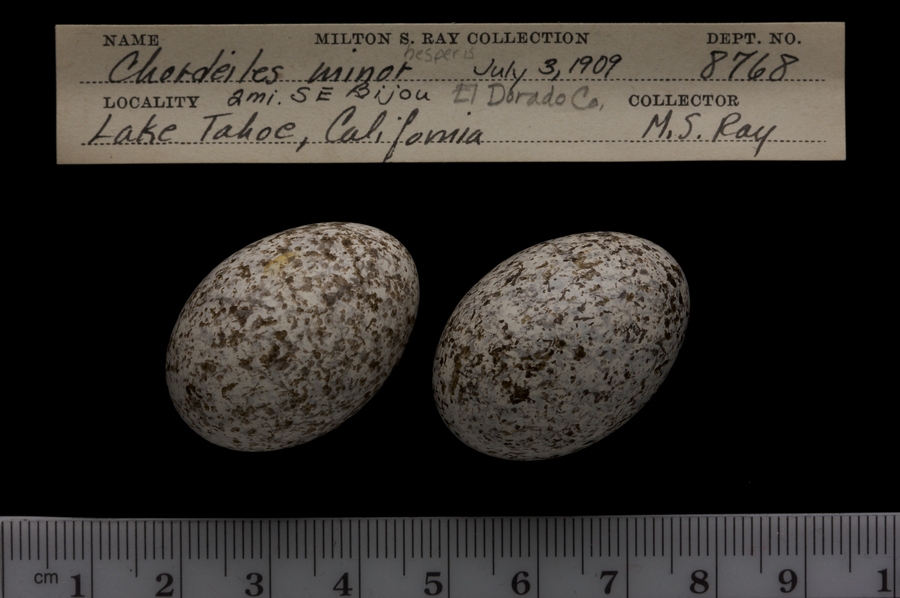 NAME MILTON S. RAY COLLECTION DEPT. NO.
hesperis
Chordeiles minor July 3, 1909 8768
LOCALITY 2 mi. SE Bijou El Dorado Co, COLLECTOR
Lake Tahoe, California M.S. Ray
cm 1 2 3 4 5 6 7 8 9 1